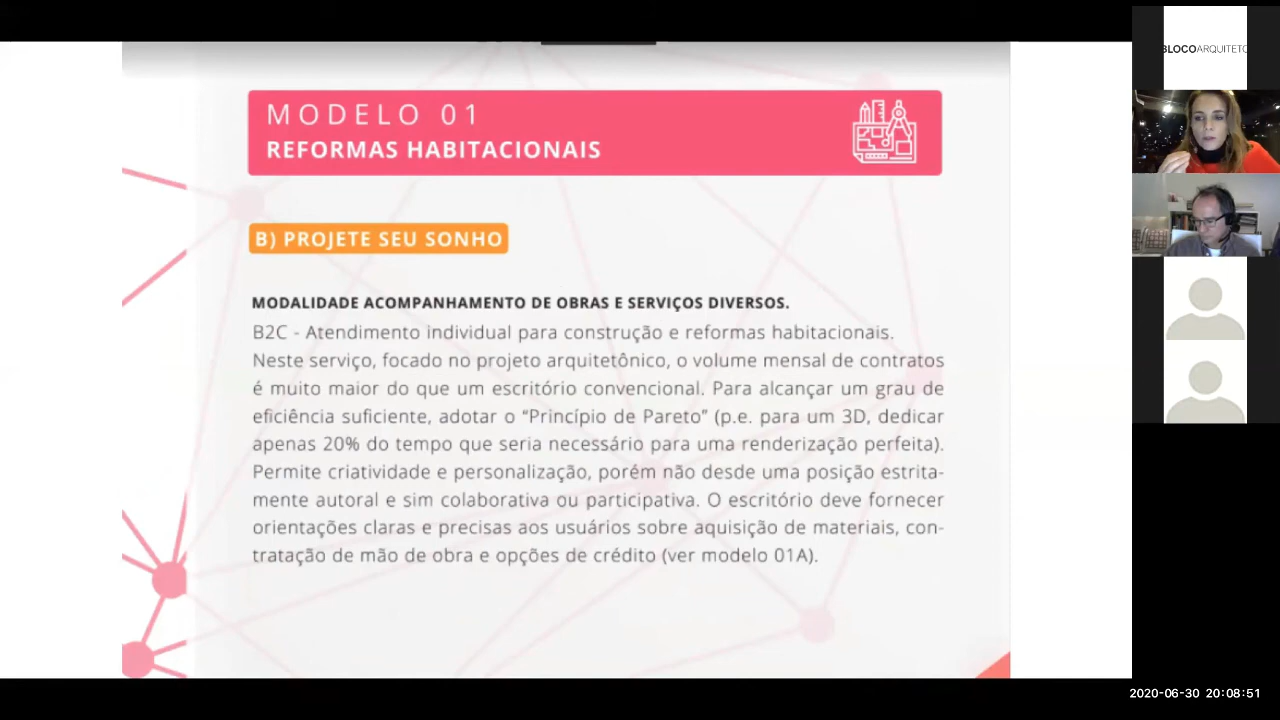 MODELO 01
REFORMAS HABITACIONAIS
B) PROJETE SEU SONHO
MODALIDADE ACOMPANHAMENTO DE OBRAS E SERVIÇOS DIVERSOS.
B2C - Atendimento individual para construção e reformas habitacionais.
Neste serviço, focado no projeto arquitetônico, o volume mensal de contratos
é muito maior do que um escritório convencional. Para alcançar um grau de
eficiência suficiente, adotar o “Princípio de Pareto” (p.e. para um 3D, dedicar
apenas 20% do tempo que seria necessário para uma renderização perfeita).
Permite criatividade e personalização, porém não desde uma posição estrita-
mente autoral e sim colaborativa ou participativa. O escritório deve fornecer
orientações claras e precisas aos usuários sobre aquisição de materiais, con-
tratação de mão de obra e opções de crédito (ver modelo 01A).
BLOCOARQUITETO
2020-06-30 20:08:51